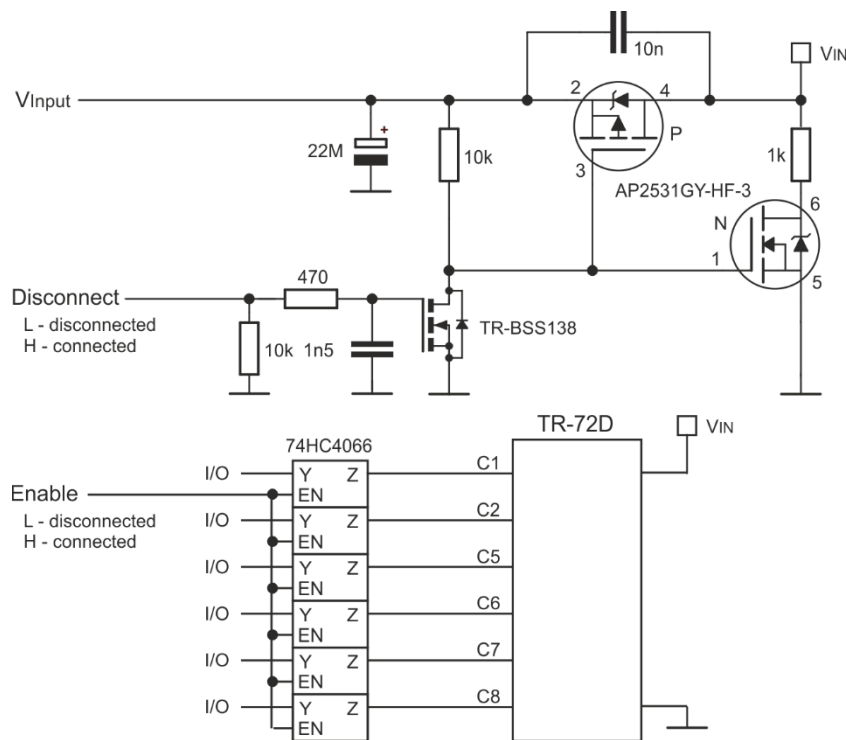 10n
VIN
VInput
2
4
P
22M
+
10k
3
1k
AP2531GY-HF-3
6
N
1
5
470
Disconnect
L - disconnected
H - connected
10k
1n5
TR-BSS138
TR-72D
VIN
74HC4066
I/O Y Z C1
Enable EN
L - disconnected
H - connected
I/O Y Z C2
EN
I/O Y Z C5
EN
I/O Y Z C6
EN
I/O Y Z C7
EN
I/O Y Z C8
EN